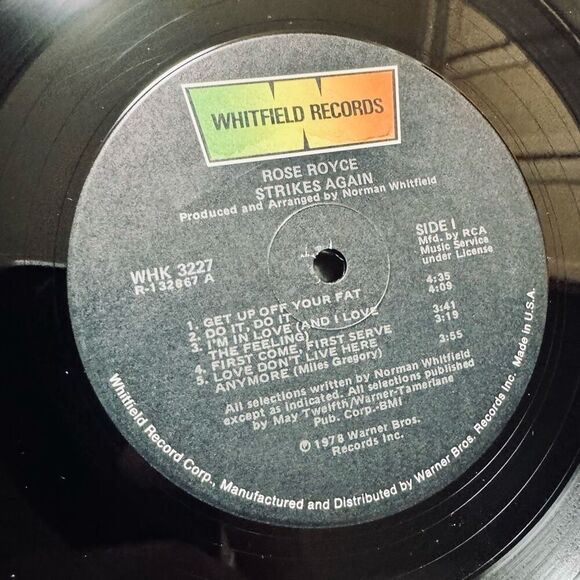 WHITFIELD RECORDS
ROSE ROYCE
STRIKES AGAIN
Produced and Arranged by Norman Whitfield
WHK 3227
R-132867 A
SIDE I
Mfd. by RCA
Music Service
under License
1. GET UP OFF YOUR FAT 4:35
2. DO IT, DO IT 4:09
3. I'M IN LOVE (AND I LOVE
THE FEELING) 3:41
4. FIRST COME, FIRST SERVE 3:19
5. LOVE DON'T LIVE HERE
ANYMORE (Miles Gregory) 3:55
All selections written by Norman Whitfield
except as indicated. All selections published
by May Twelfth/Warner-Tamerlane
Pub. Corp.-BMI
℗ 1978 Warner Bros.
Records Inc.
Whitfield Record Corp., Manufactured and Distributed by Warner Bros. Records Inc. Made in U.S.A.